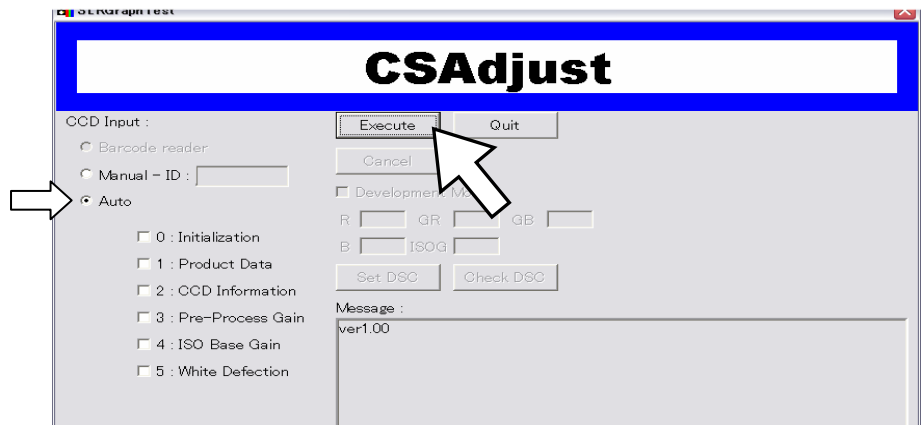 SLRGraphTest
CSAdjust
CCD Input :
Barcode reader
Manual - ID :
Auto
0 : Initialization
1 : Product Data
2 : CCD Information
3 : Pre-Process Gain
4 : ISO Base Gain
5 : White Defection
Execute Quit
Cancel
Development
R GR GB
B ISOG
Set DSC Check DSC
Message :
ver1.00